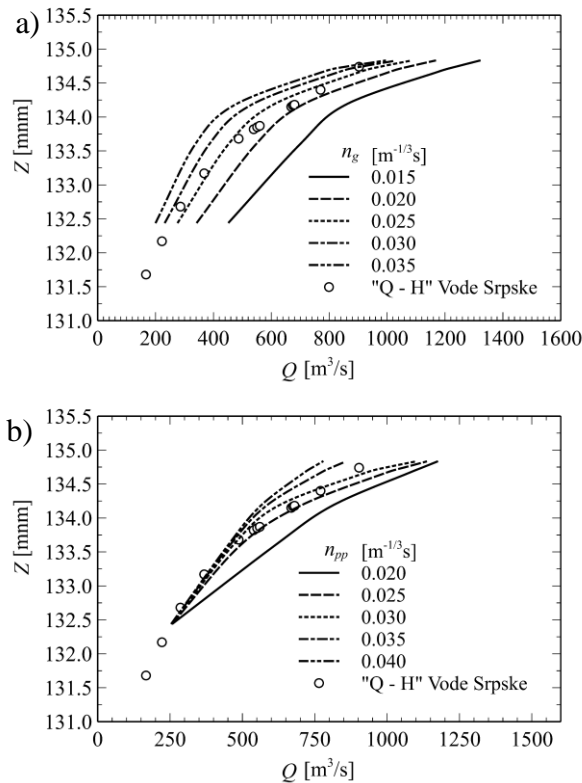 a)
135.5
135.0
134.5
134.0
133.5
133.0
132.5
132.0
131.5
131.0
Z [mnm]
n_g [m^-1/3s]
0.015
0.020
0.025
0.030
0.035
"Q - H" Vode Srpske
0 200 400 600 800 1000 1200 1400 1600
Q [m³/s]
b)
135.5
135.0
134.5
134.0
133.5
133.0
132.5
132.0
131.5
131.0
Z [mnm]
n_pp [m^-1/3s]
0.020
0.025
0.030
0.035
0.040
"Q - H" Vode Srpske
0 250 500 750 1000 1250 1500
Q [m³/s]